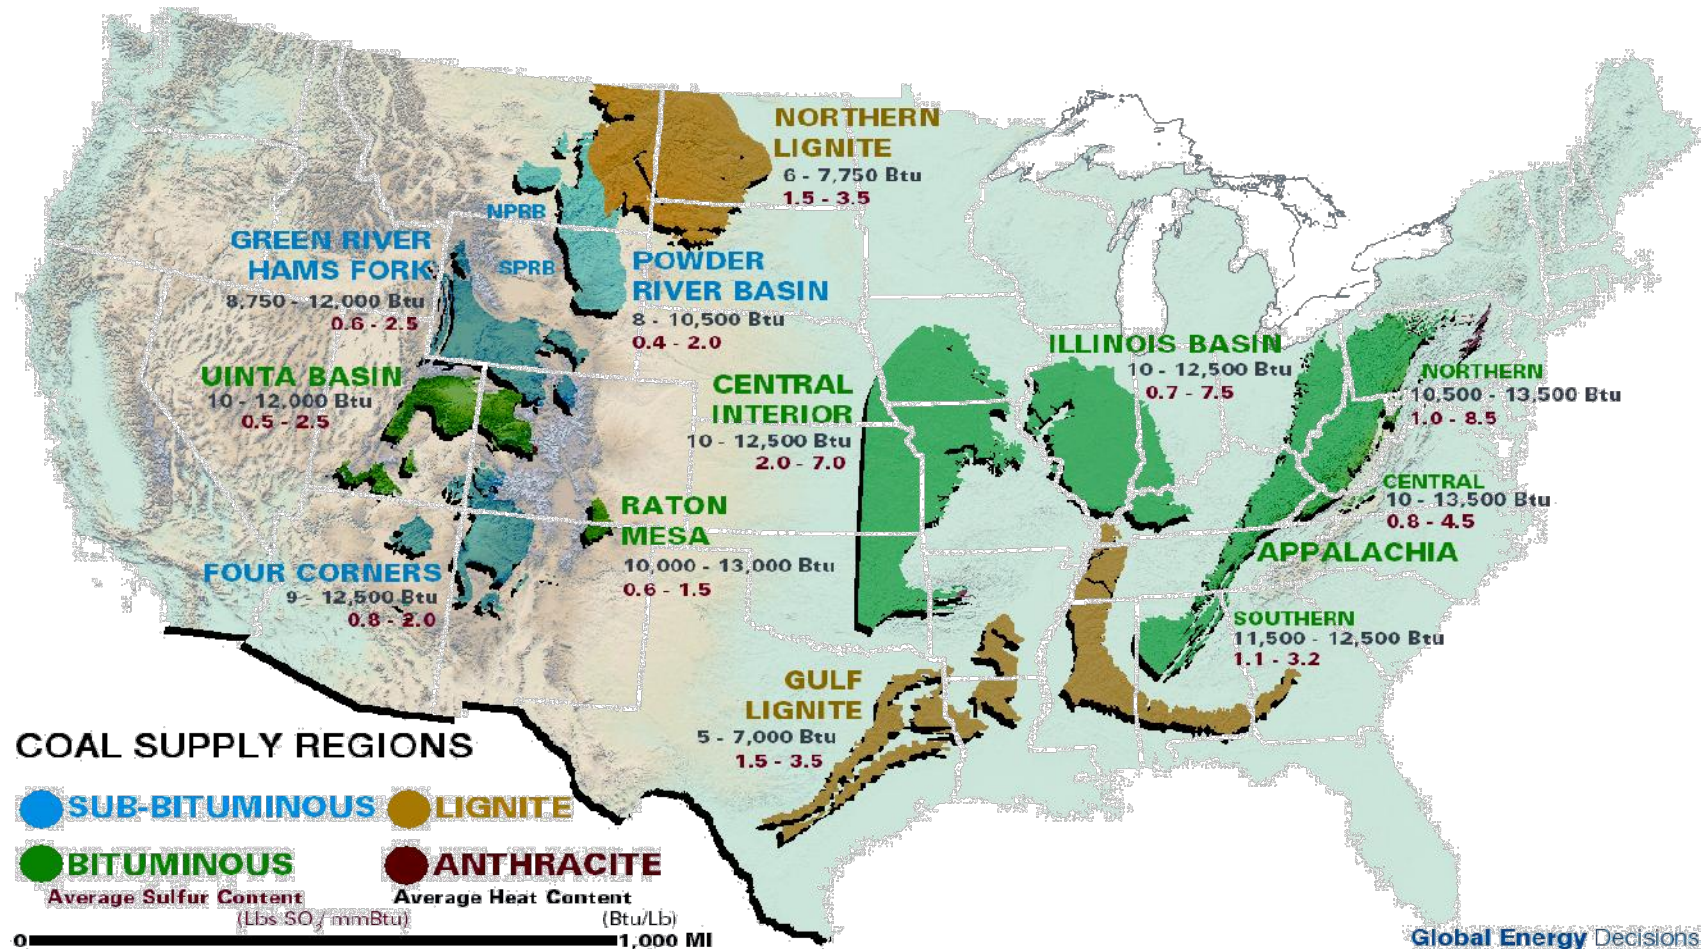 NORTHERN
LIGNITE
6 - 7,750 Btu
1.5 - 3.5
NPRB
SPRB
GREEN RIVER
HAMS FORK
8,750 - 12,000 Btu
0.6 - 2.5
POWDER
RIVER BASIN
8 - 10,500 Btu
0.4 - 2.0
UINTA BASIN
10 - 12,000 Btu
0.5 - 2.5
CENTRAL
INTERIOR
10 - 12,500 Btu
2.0 - 7.0
ILLINOIS BASIN
10 - 12,500 Btu
0.7 - 7.5
NORTHERN
10,500 - 13,500 Btu
1.0 - 8.5
CENTRAL
10 - 13,500 Btu
0.8 - 4.5
APPALACHIA
SOUTHERN
11,500 - 12,500 Btu
1.1 - 3.2
RATON
MESA
10,000 - 13,000 Btu
0.6 - 1.5
FOUR CORNERS
9 - 12,500 Btu
0.8 - 2.0
GULF
LIGNITE
5 - 7,000 Btu
1.5 - 3.5
COAL SUPPLY REGIONS
SUB-BITUMINOUS
LIGNITE
BITUMINOUS
ANTHRACITE
Average Sulfur Content
(Lbs SO2/ mmBtu)
Average Heat Content
(Btu/Lb)
0 1,000 MI
Global Energy Decisions